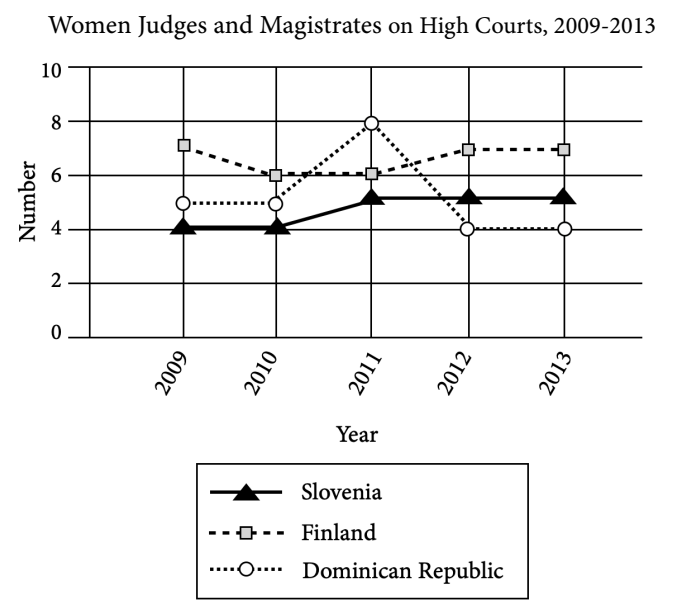 Women Judges and Magistrates on High Courts, 2009-2013
10
8
6
4
2
0
Number
2009
2010
2011
2012
2013
Year
Slovenia
Finland
Dominican Republic